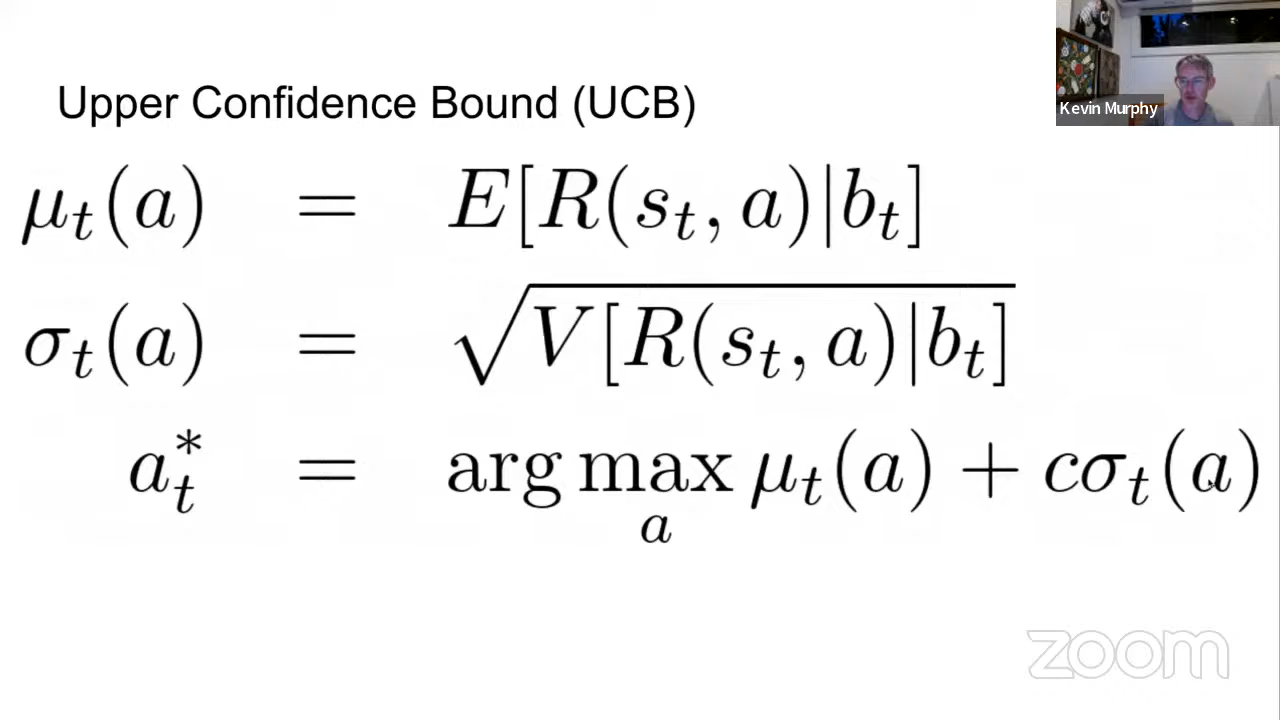 Kevin Murphy
Upper Confidence Bound (UCB)
μ_t(a) = E[R(s_t, a)|b_t]
σ_t(a) = √V[R(s_t, a)|b_t]
a_t^* = arg max_a μ_t(a) + cσ_t(a)
zoom